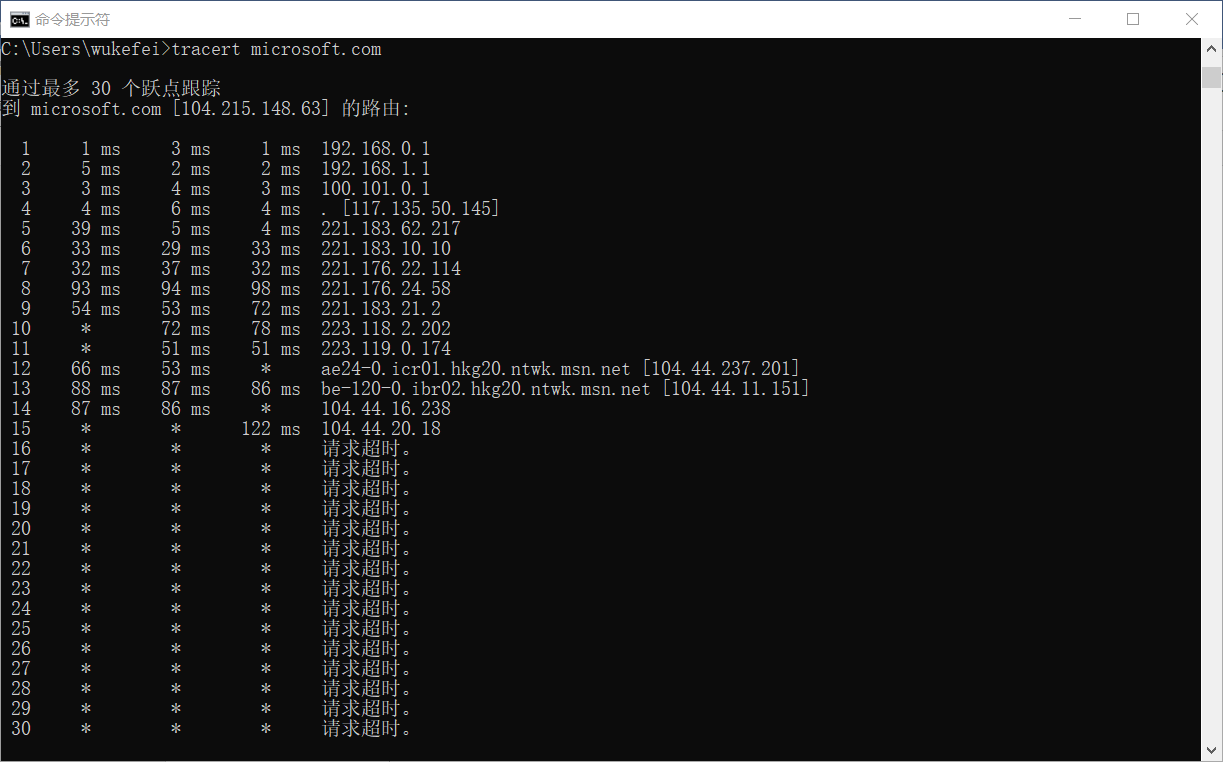 命令提示符
C:\Users\wukefei>tracert microsoft.com
通过最多 30 个跃点跟踪
到 microsoft.com [104.215.148.63] 的路由:
1 1 ms 3 ms 1 ms 192.168.0.1
2 5 ms 2 ms 2 ms 192.168.1.1
3 3 ms 4 ms 3 ms 100.101.0.1
4 4 ms 6 ms 4 ms . [117.135.50.145]
5 39 ms 5 ms 4 ms 221.183.62.217
6 33 ms 29 ms 33 ms 221.183.10.10
7 32 ms 37 ms 32 ms 221.176.22.114
8 93 ms 94 ms 98 ms 221.176.24.58
9 54 ms 53 ms 72 ms 221.183.21.2
10 * 72 ms 78 ms 223.118.2.202
11 * 51 ms 51 ms 223.119.0.174
12 66 ms 53 ms * ae24-0.icr01.hkg20.ntwk.msn.net [104.44.237.201]
13 88 ms 87 ms 86 ms be-120-0.ibr02.hkg20.ntwk.msn.net [104.44.11.151]
14 87 ms 86 ms * 104.44.16.238
15 * * 122 ms 104.44.20.18
16 * * * 请求超时。
17 * * * 请求超时。
18 * * * 请求超时。
19 * * * 请求超时。
20 * * * 请求超时。
21 * * * 请求超时。
22 * * * 请求超时。
23 * * * 请求超时。
24 * * * 请求超时。
25 * * * 请求超时。
26 * * * 请求超时。
27 * * * 请求超时。
28 * * * 请求超时。
29 * * * 请求超时。
30 * * * 请求超时。